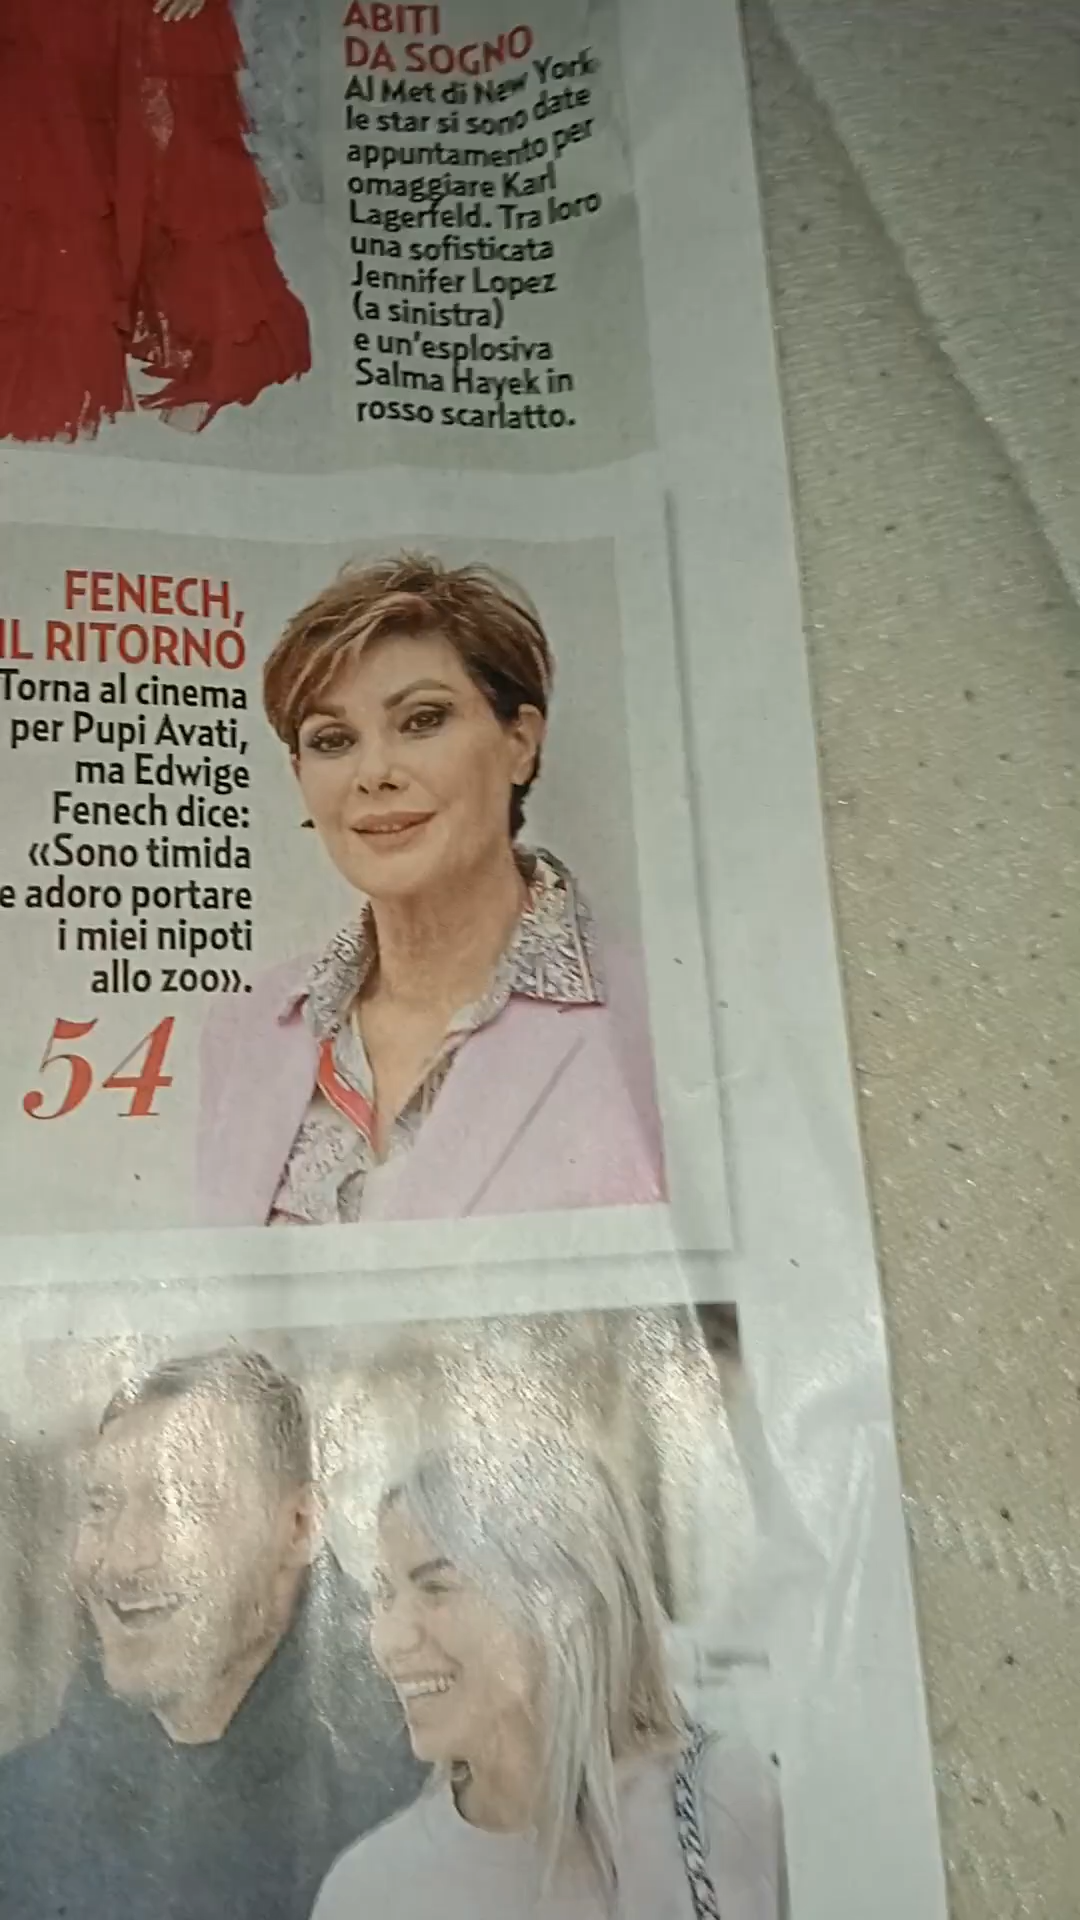 ABITI
DA SOGNO
Al Met di New York
le star si sono date
appuntamento per
omaggiare Karl
Lagerfeld. Tra loro
una sofisticata
Jennifer Lopez
(a sinistra)
e un'esplosiva
Salma Hayek in
rosso scarlatto.
FENECH,
IL RITORNO
Torna al cinema
per Pupi Avati,
ma Edwige
Fenech dice:
«Sono timida
e adoro portare
i miei nipoti
allo zoo».
54